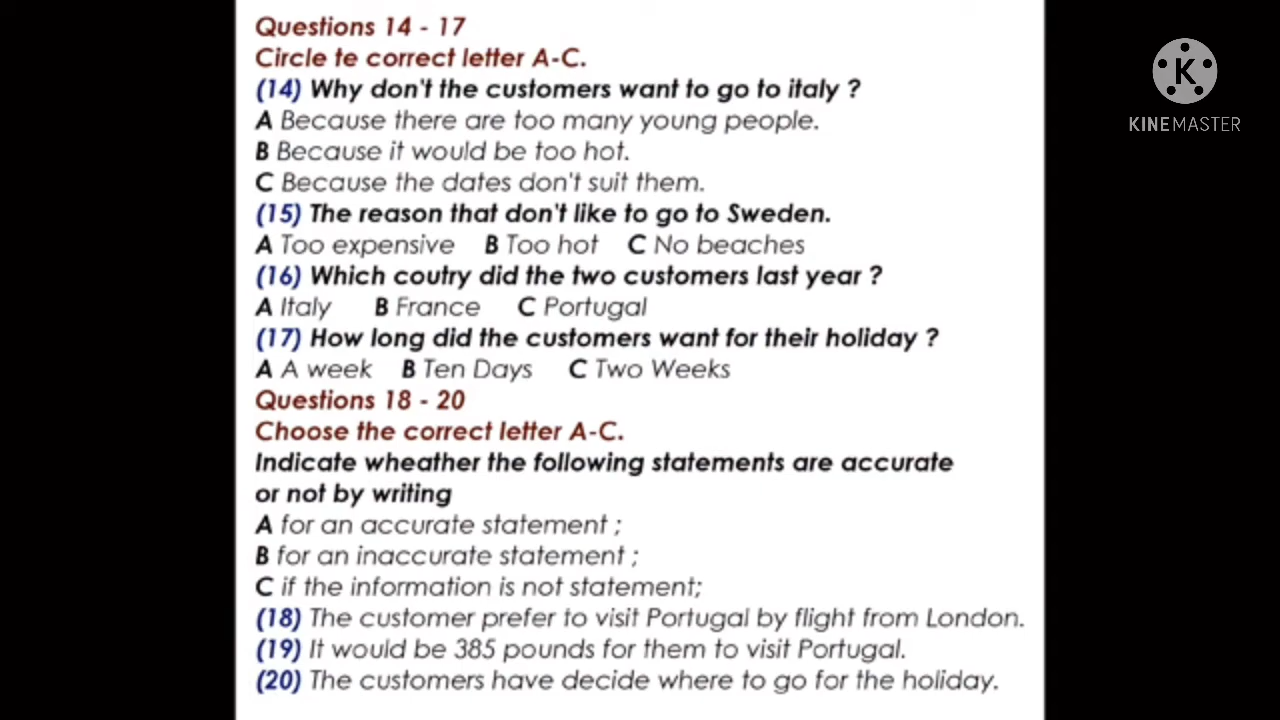 Questions 14 - 17
Circle te correct letter A-C.
(14) Why don't the customers want to go to italy ?
A Because there are too many young people.
B Because it would be too hot.
C Because the dates don't suit them.
(15) The reason that don't like to go to Sweden.
A Too expensive B Too hot C No beaches
(16) Which coutry did the two customers last year ?
A Italy B France C Portugal
(17) How long did the customers want for their holiday ?
A A week B Ten Days C Two Weeks
Questions 18 - 20
Choose the correct letter A-C.
Indicate wheather the following statements are accurate
or not by writing
A for an accurate statement ;
B for an inaccurate statement ;
C if the information is not statement;
(18) The customer prefer to visit Portugal by flight from London.
(19) It would be 385 pounds for them to visit Portugal.
(20) The customers have decide where to go for the holiday.
K
KINEMASTER